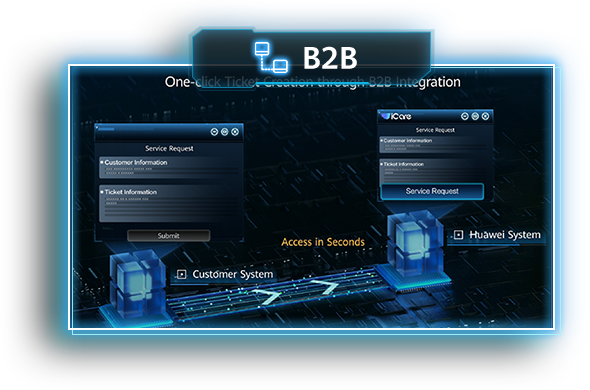 B2B
One-click Ticket Creation through B2B Integration
Service Request
Customer Information
Ticket Information
Submit
iCare
Service Request
Customer Information
Ticket Information
Service Request
Access in Seconds
Huawei System
Customer System